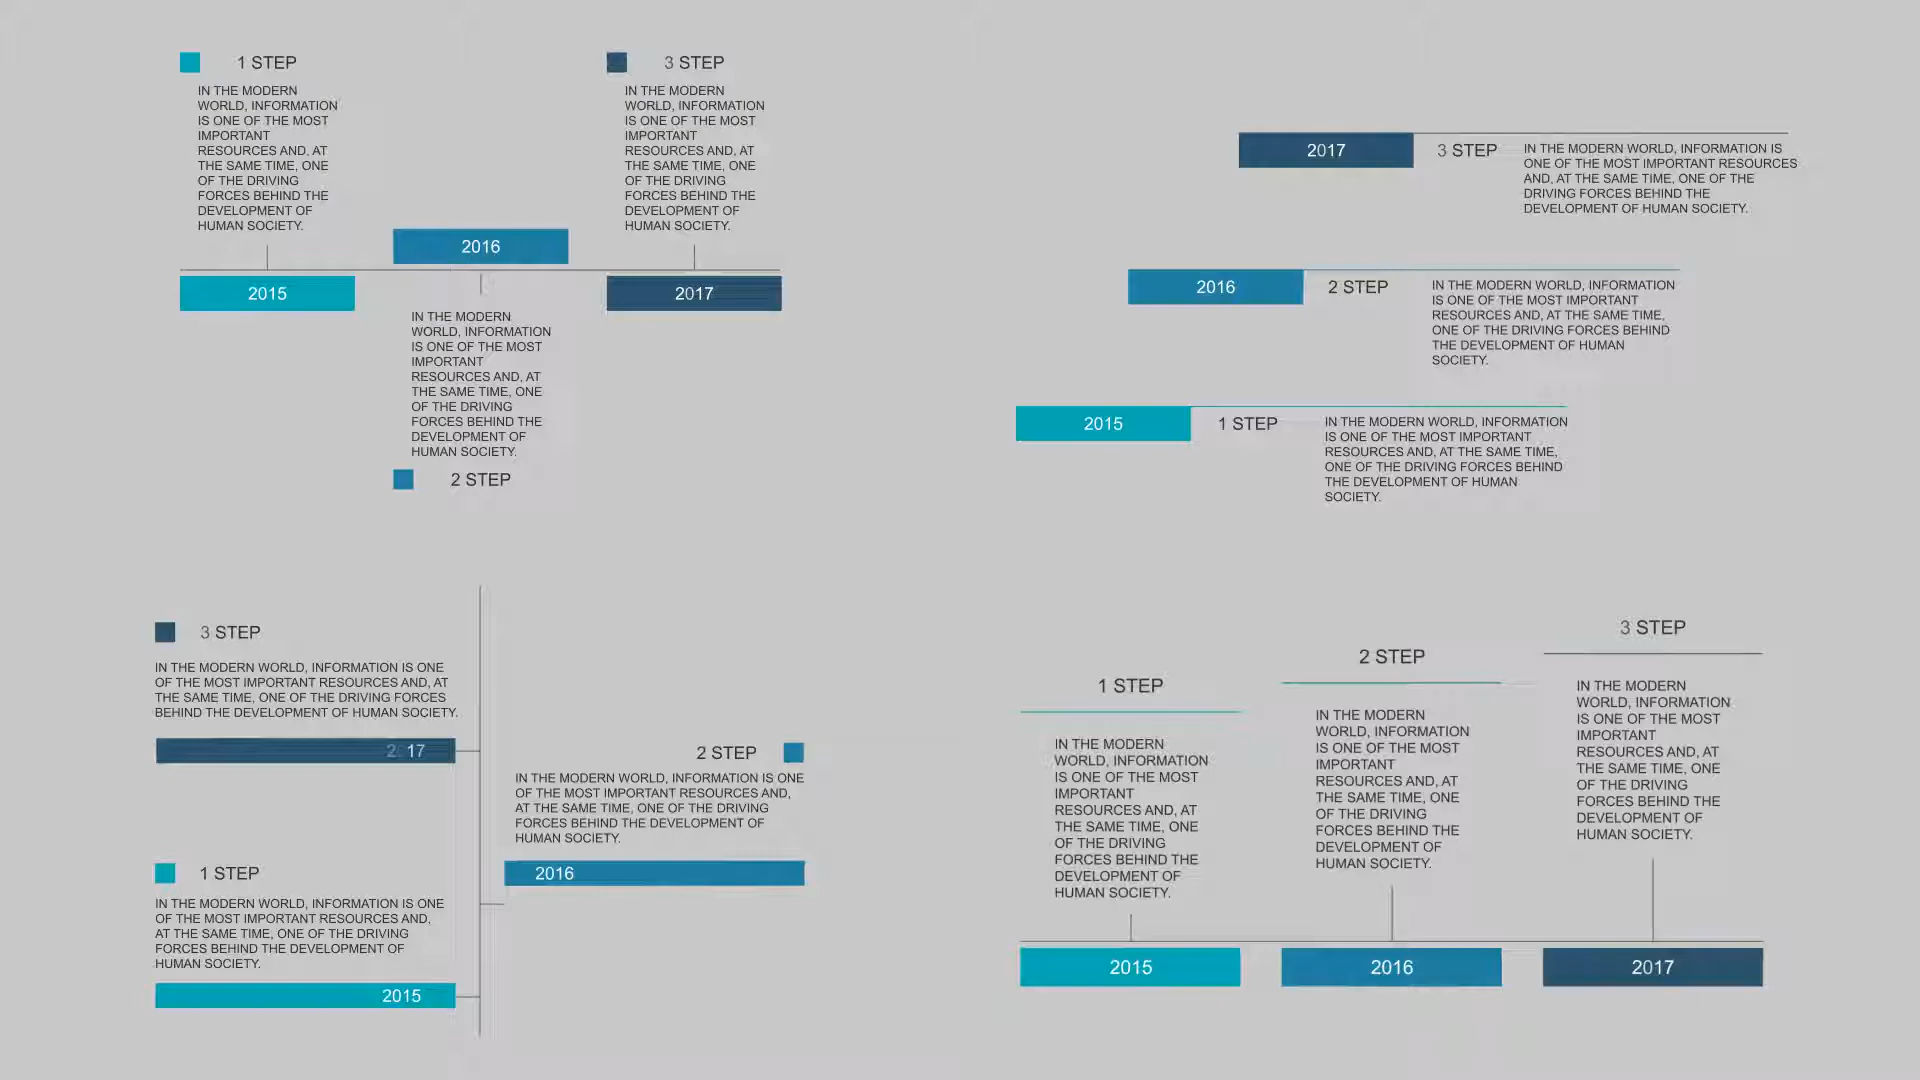 1 STEP
IN THE MODERN
WORLD, INFORMATION
IS ONE OF THE MOST
IMPORTANT
RESOURCES AND, AT
THE SAME TIME, ONE
OF THE DRIVING
FORCES BEHIND THE
DEVELOPMENT OF
HUMAN SOCIETY.
2015
2016
IN THE MODERN
WORLD, INFORMATION
IS ONE OF THE MOST
IMPORTANT
RESOURCES AND, AT
THE SAME TIME, ONE
OF THE DRIVING
FORCES BEHIND THE
DEVELOPMENT OF
HUMAN SOCIETY.
2 STEP
3 STEP
IN THE MODERN
WORLD, INFORMATION
IS ONE OF THE MOST
IMPORTANT
RESOURCES AND, AT
THE SAME TIME, ONE
OF THE DRIVING
FORCES BEHIND THE
DEVELOPMENT OF
HUMAN SOCIETY.
2017
2017
3 STEP
IN THE MODERN WORLD, INFORMATION IS
ONE OF THE MOST IMPORTANT RESOURCES
AND, AT THE SAME TIME, ONE OF THE
DRIVING FORCES BEHIND THE
DEVELOPMENT OF HUMAN SOCIETY.
2016
2 STEP
IN THE MODERN WORLD, INFORMATION
IS ONE OF THE MOST IMPORTANT
RESOURCES AND, AT THE SAME TIME,
ONE OF THE DRIVING FORCES BEHIND
THE DEVELOPMENT OF HUMAN
SOCIETY.
2015
1 STEP
IN THE MODERN WORLD, INFORMATION
IS ONE OF THE MOST IMPORTANT
RESOURCES AND, AT THE SAME TIME,
ONE OF THE DRIVING FORCES BEHIND
THE DEVELOPMENT OF HUMAN
SOCIETY.
3 STEP
IN THE MODERN WORLD, INFORMATION IS ONE
OF THE MOST IMPORTANT RESOURCES AND, AT
THE SAME TIME, ONE OF THE DRIVING FORCES
BEHIND THE DEVELOPMENT OF HUMAN SOCIETY.
2017
2 STEP
IN THE MODERN WORLD, INFORMATION IS ONE
OF THE MOST IMPORTANT RESOURCES AND,
AT THE SAME TIME, ONE OF THE DRIVING
FORCES BEHIND THE DEVELOPMENT OF
HUMAN SOCIETY.
2016
1 STEP
IN THE MODERN WORLD, INFORMATION IS ONE
OF THE MOST IMPORTANT RESOURCES AND,
AT THE SAME TIME, ONE OF THE DRIVING
FORCES BEHIND THE DEVELOPMENT OF
HUMAN SOCIETY.
2015
1 STEP
IN THE MODERN
WORLD, INFORMATION
IS ONE OF THE MOST
IMPORTANT
RESOURCES AND, AT
THE SAME TIME, ONE
OF THE DRIVING
FORCES BEHIND THE
DEVELOPMENT OF
HUMAN SOCIETY.
2015
2 STEP
IN THE MODERN
WORLD, INFORMATION
IS ONE OF THE MOST
IMPORTANT
RESOURCES AND, AT
THE SAME TIME, ONE
OF THE DRIVING
FORCES BEHIND THE
DEVELOPMENT OF
HUMAN SOCIETY.
2016
3 STEP
IN THE MODERN
WORLD, INFORMATION
IS ONE OF THE MOST
IMPORTANT
RESOURCES AND, AT
THE SAME TIME, ONE
OF THE DRIVING
FORCES BEHIND THE
DEVELOPMENT OF
HUMAN SOCIETY.
2017